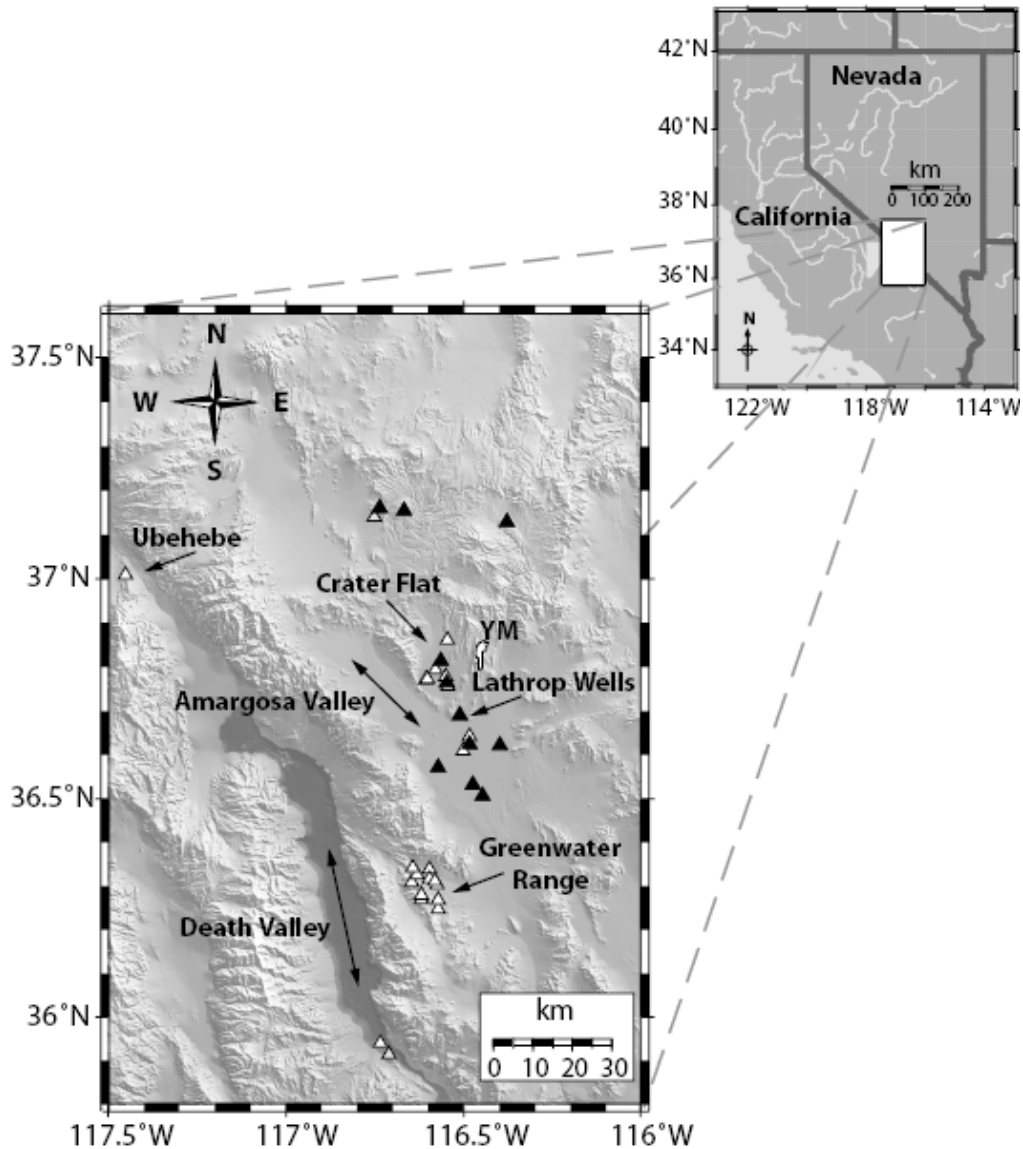 42°N
Nevada
40°N
km
0 100 200
38°N
California
36°N
N
34°N
122°W
118°W
114°W
37.5°N
N
W
E
S
Ubehebe
37°N
Crater Flat
YM
Lathrop Wells
Amargosa Valley
36.5°N
Greenwater
Range
Death Valley
36°N
km
0 10 20 30
117.5°W
117°W
116.5°W
116°W